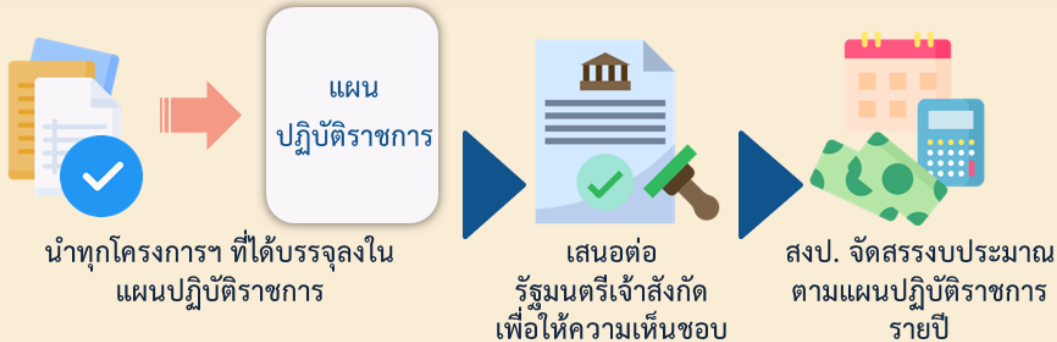 แผน
ปฏิบัติราชการ
นำทุกโครงการฯ ที่ได้บรรจุลงใน
แผนปฏิบัติราชการ
เสนอต่อ
รัฐมนตรีเจ้าสังกัด
เพื่อให้ความเห็นชอบ
สงป. จัดสรรงบประมาณ
ตามแผนปฏิบัติราชการ
รายปี